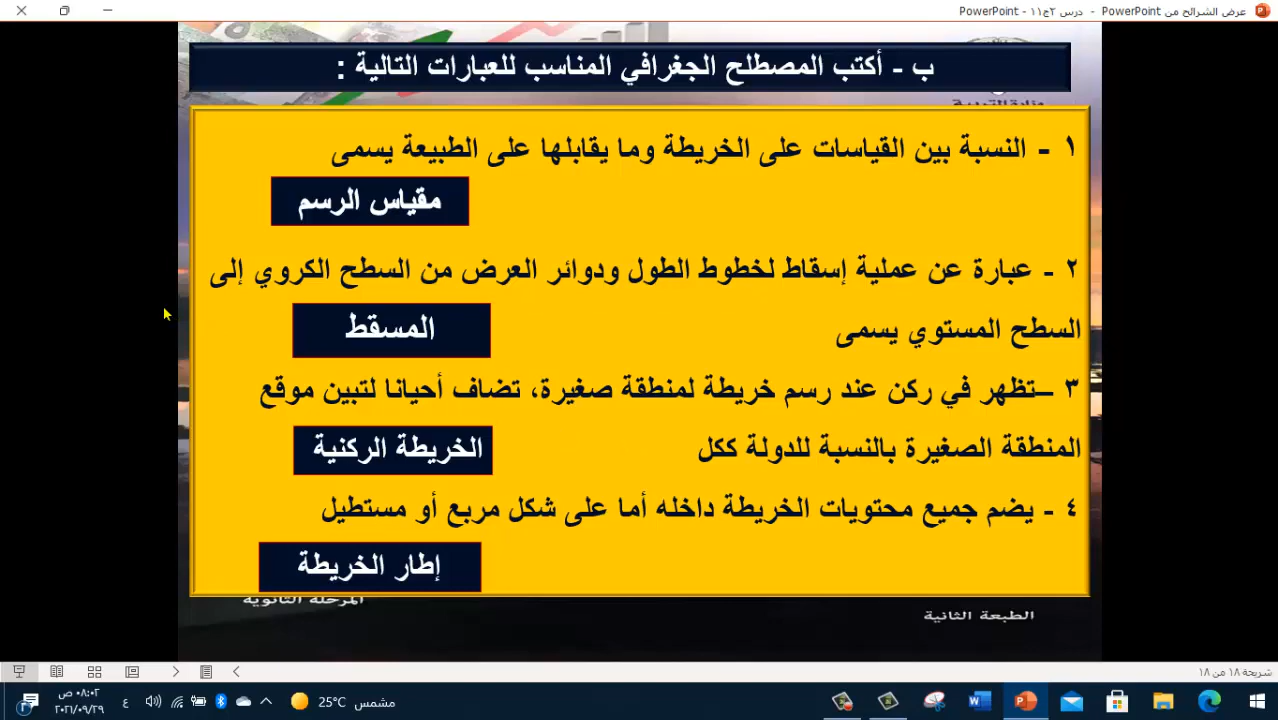 عرض الشرائح من PowerPoint - درس ٢ج١١ - PowerPoint
ب - أكتب المصطلح الجغرافي المناسب للعبارات التالية :
وزارة التربية
١ - النسبة بين القياسات على الخريطة وما يقابلها على الطبيعة يسمى
مقياس الرسم
٢ - عبارة عن عملية إسقاط لخطوط الطول ودوائر العرض من السطح الكروي إلى
السطح المستوي يسمى
المسقط
٣ –تظهر في ركن عند رسم خريطة لمنطقة صغيرة، تضاف أحيانا لتبين موقع
المنطقة الصغيرة بالنسبة للدولة ككل
الخريطة الركنية
٤ - يضم جميع محتويات الخريطة داخله أما على شكل مربع أو مستطيل
إطار الخريطة
المرحلة الثانوية
الطبعة الثانية
شريحة ١٨ من ١٨
٠٨:٠٢ ص
٢٠٢١/٠٩/٢٩
ع
25°C مشمس